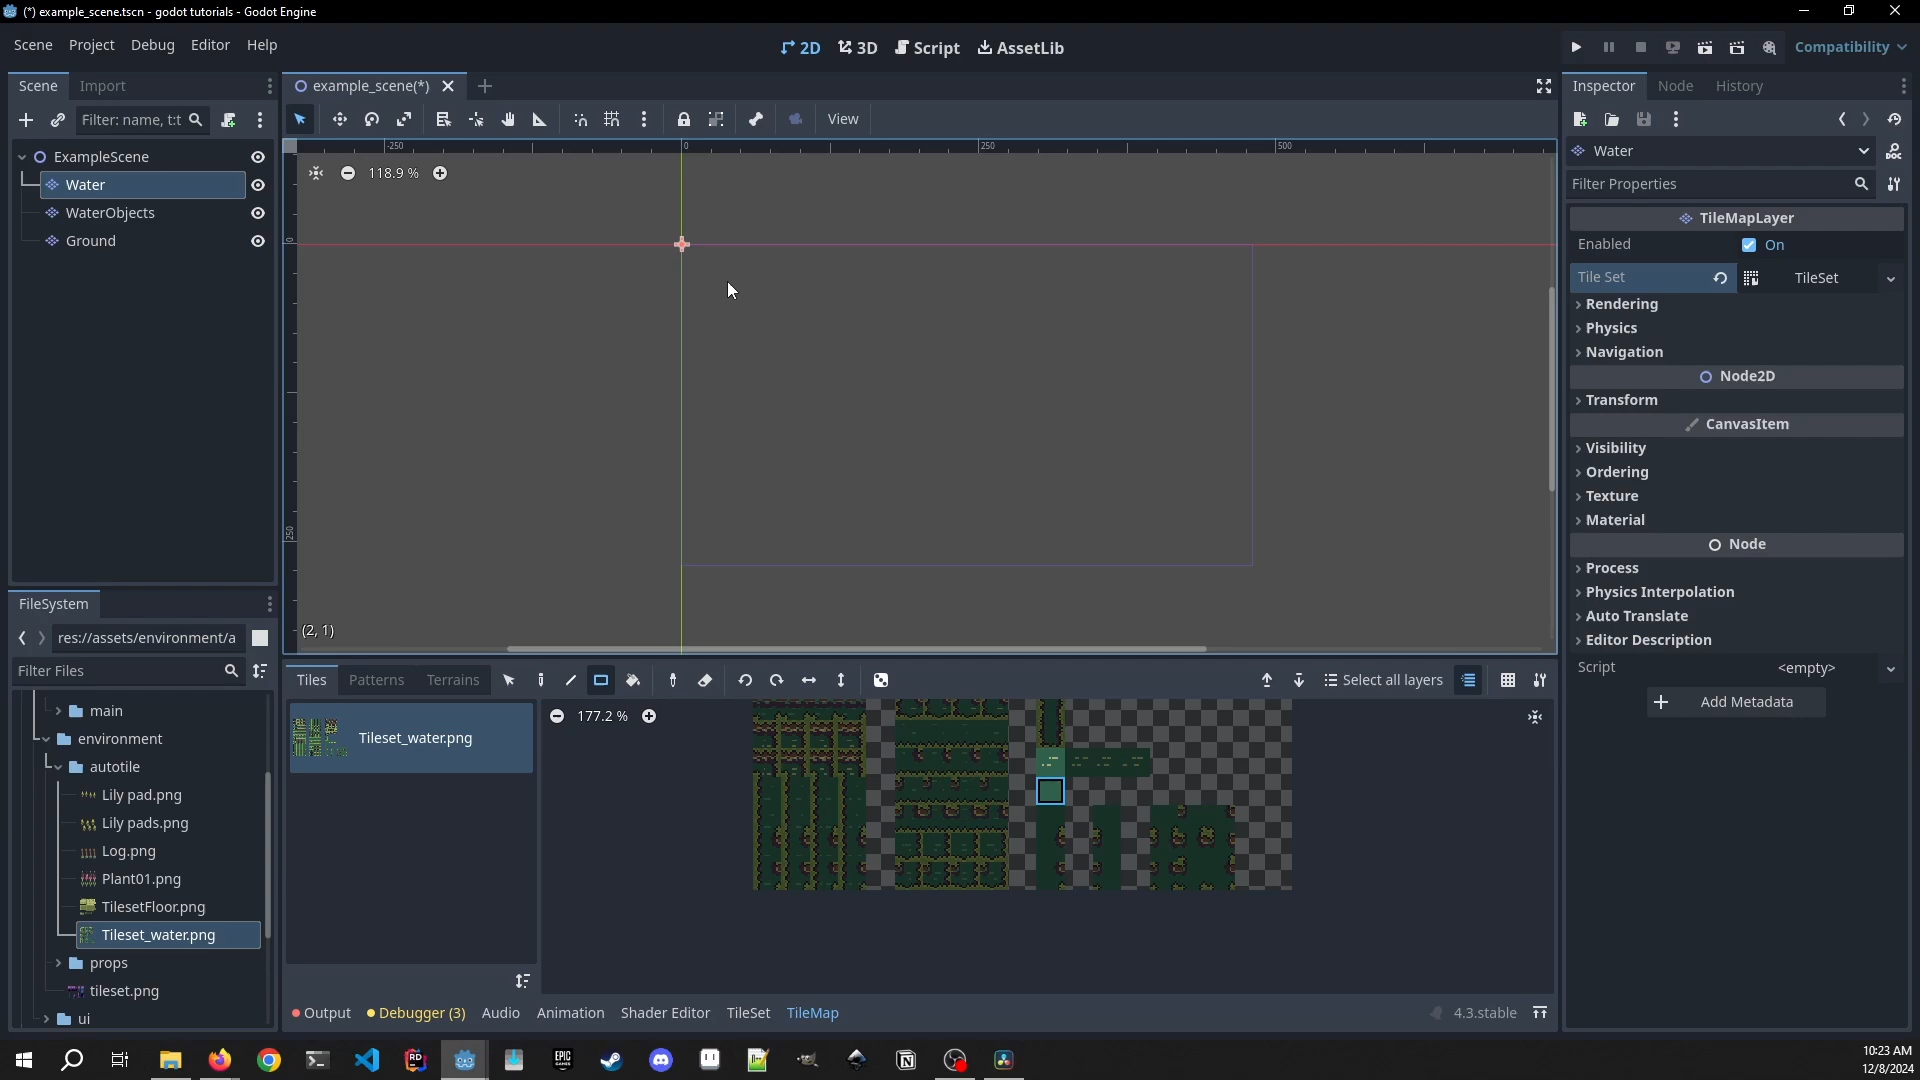 (*) example_scene.tscn - godot tutorials - Godot Engine
Scene Project Debug Editor Help
2D 3D Script AssetLib
Compatibility
Scene Import
example_scene(*)
Inspector Node History
Filter: name, t:t
View
Water
Filter Properties
ExampleScene
Water
WaterObjects
Ground
-250 0 250 500
118.9 %
0
250
(2, 1)
TileMapLayer
Enabled On
Tile Set TileSet
Rendering
Physics
Navigation
Node2D
Transform
CanvasItem
Visibility
Ordering
Texture
Material
Node
Process
Physics Interpolation
Auto Translate
Editor Description
Script <empty>
Add Metadata
FileSystem
res://assets/environment/a
Filter Files
main
environment
autotile
Lily pad.png
Lily pads.png
Log.png
Plant01.png
TilesetFloor.png
Tileset_water.png
props
tileset.png
ui
Tiles Patterns Terrains
Select all layers
Tileset_water.png
177.2 %
Output Debugger (3) Audio Animation Shader Editor TileSet TileMap
4.3.stable
RD
EPIC GAMES
10:23 AM
12/8/2024